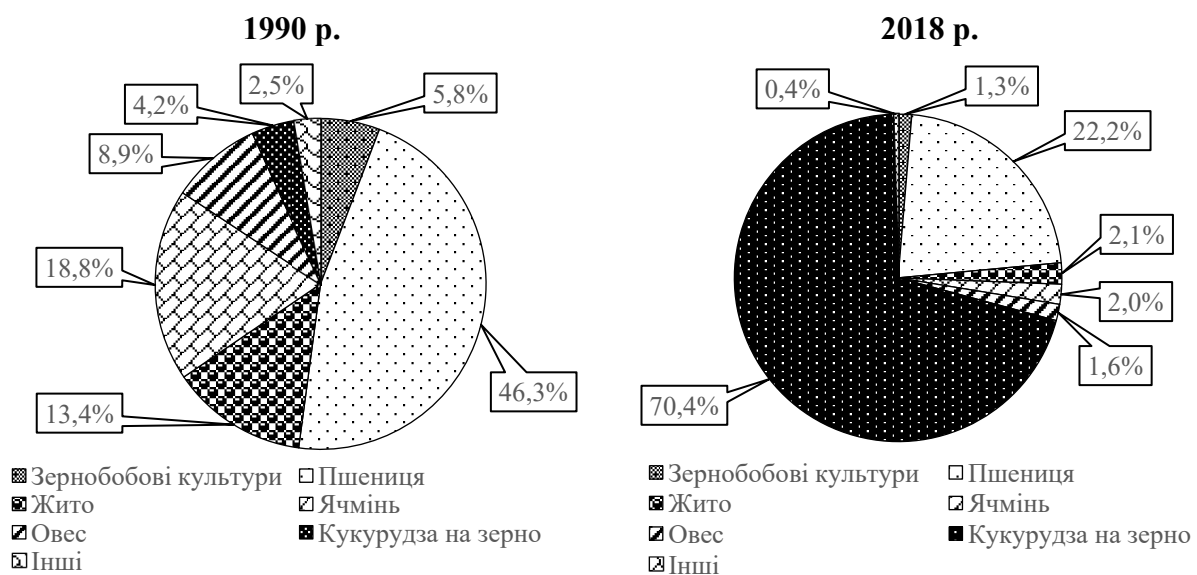 1990 р.
2,5%
5,8%
4,2%
8,9%
18,8%
13,4%
46,3%
Зернобобові культури
Пшениця
Жито
Ячмінь
Овес
Кукурудза на зерно
Інші
2018 р.
0,4%
1,3%
22,2%
2,1%
2,0%
1,6%
70,4%
Зернобобові культури
Пшениця
Жито
Ячмінь
Овес
Кукурудза на зерно
Інші